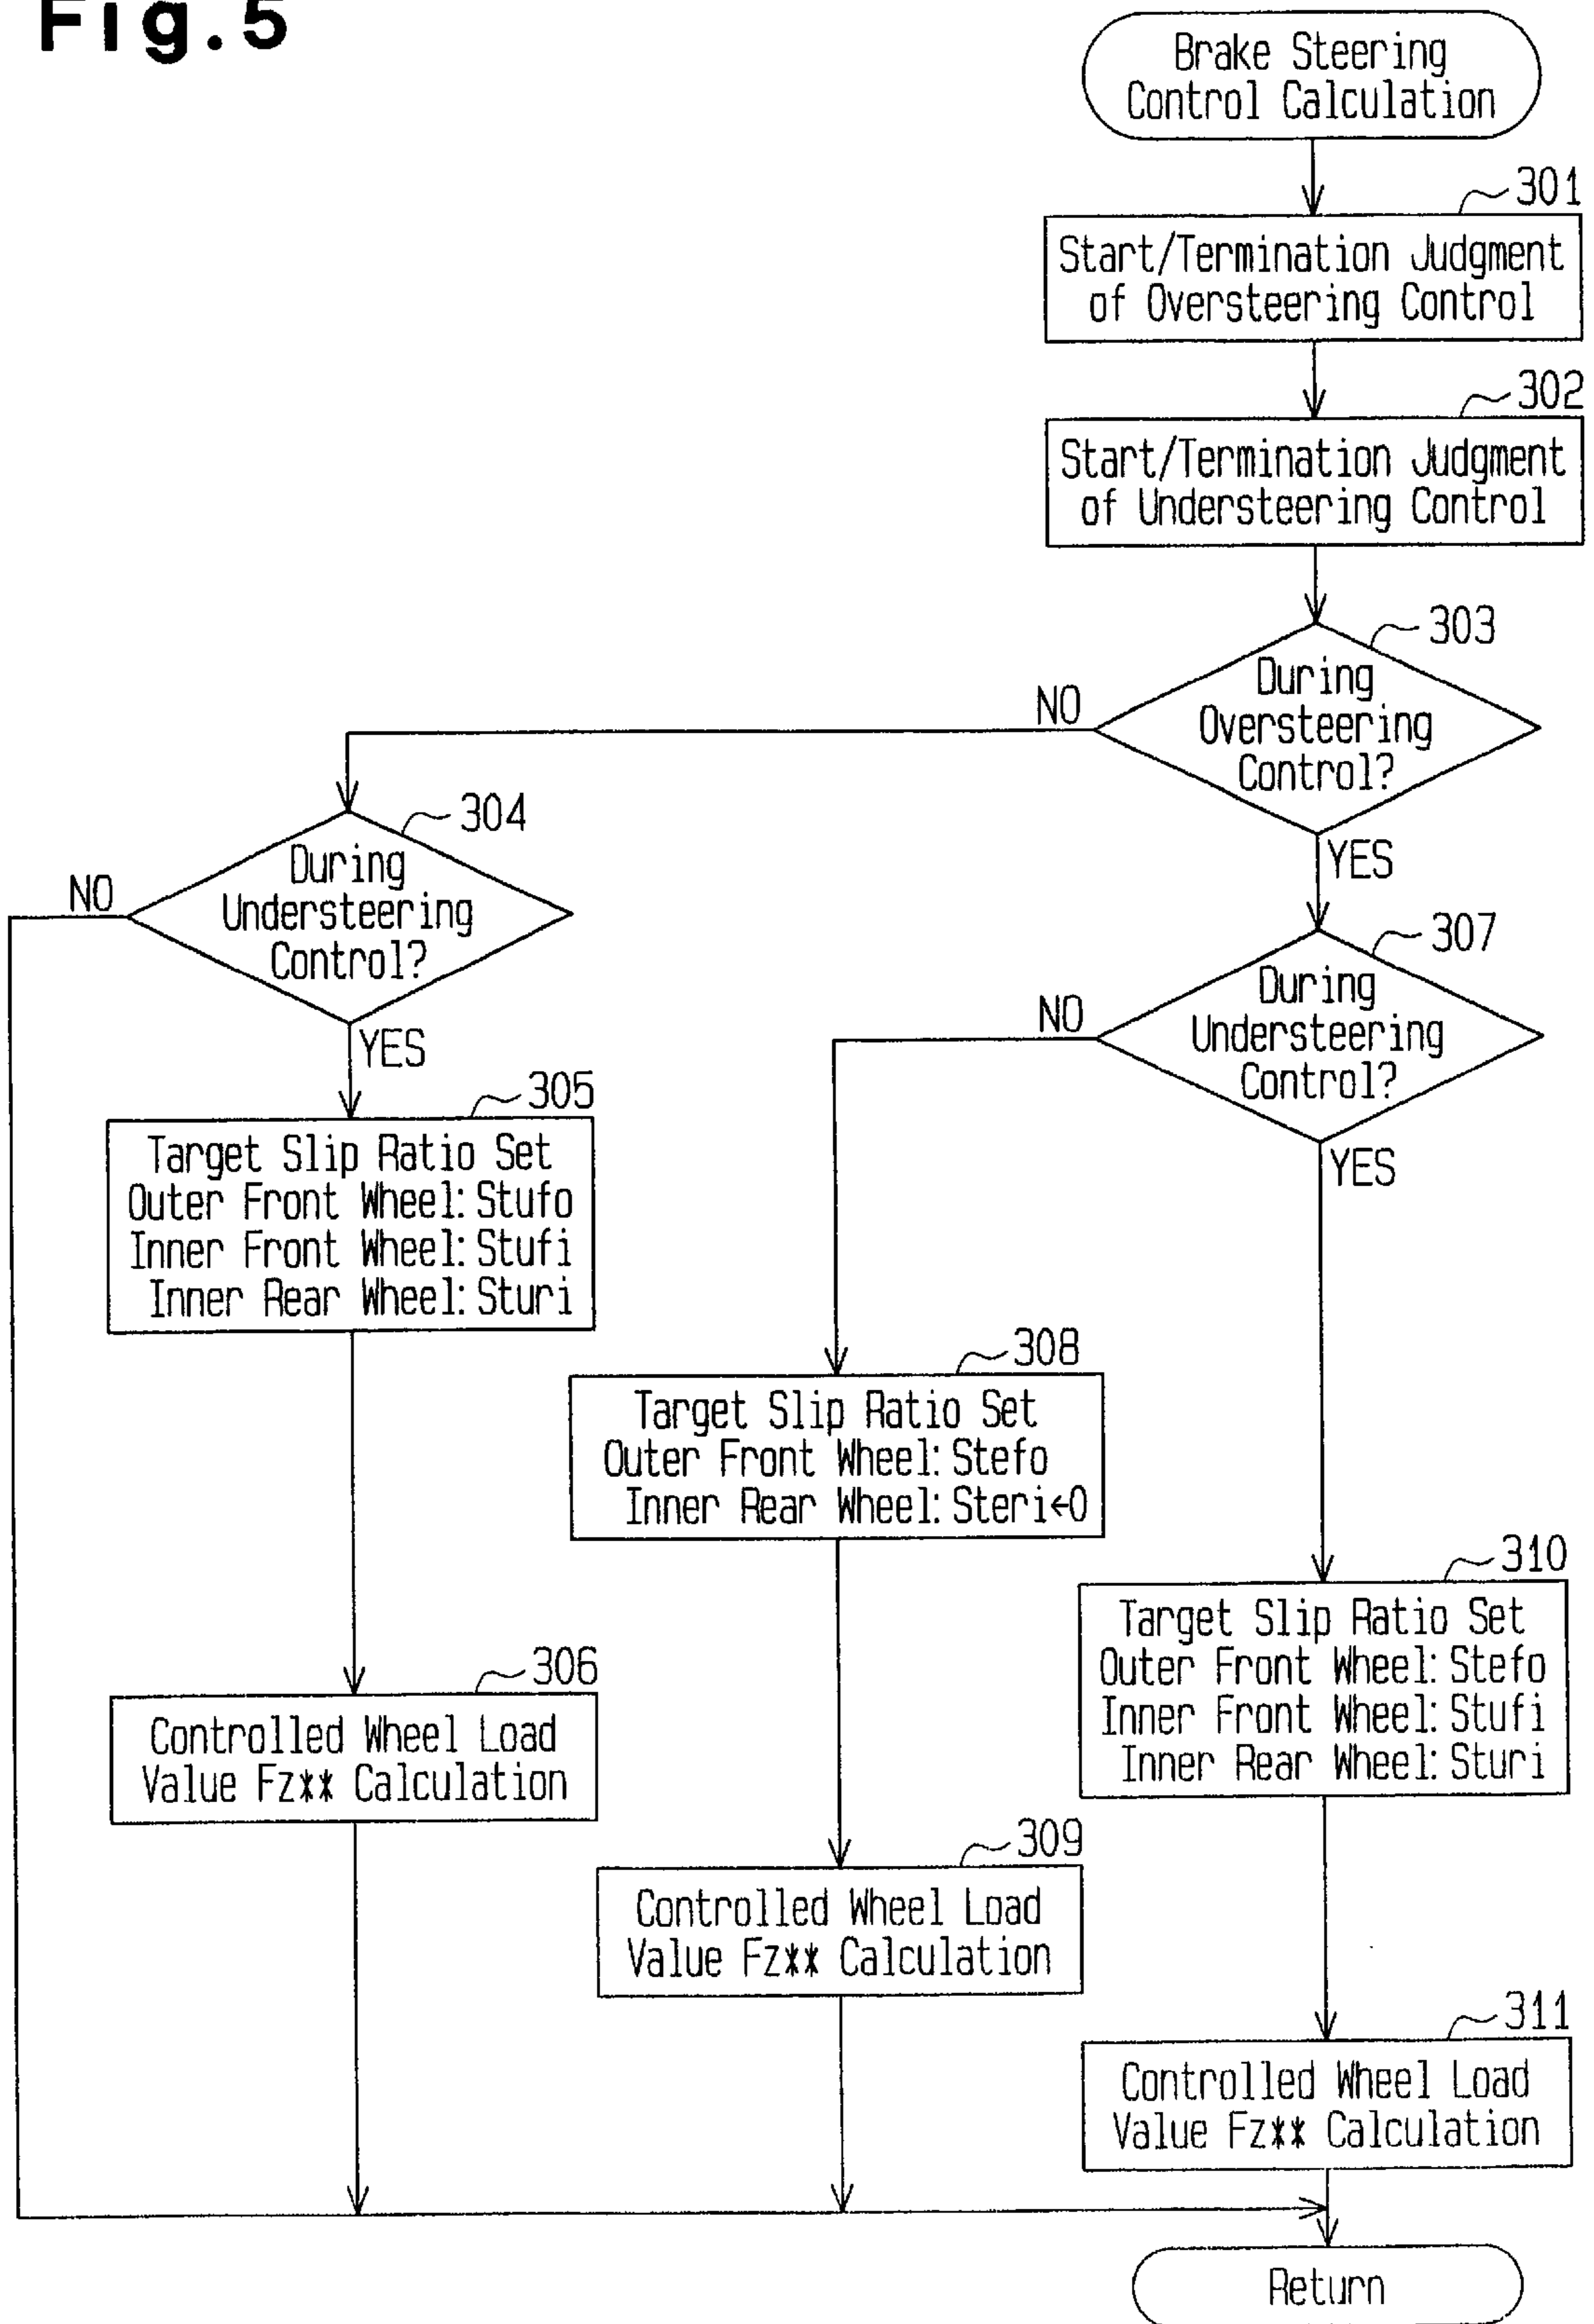 Fig.5
Brake Steering
Control Calculation
301
Start/Termination Judgment
of Oversteering Control
302
Start/Termination Judgment
of Understeering Control
303
During
Oversteering
Control?
NO
YES
304
During
Understeering
Control?
NO
YES
305
Target Slip Ratio Set
Outer Front Wheel: Stufo
Inner Front Wheel: Stufi
Inner Rear Wheel: Sturi
306
Controlled Wheel Load
Value Fz** Calculation
307
During
Understeering
Control?
NO
YES
308
Target Slip Ratio Set
Outer Front Wheel: Stefo
Inner Rear Wheel: Steri←0
309
Controlled Wheel Load
Value Fz** Calculation
310
Target Slip Ratio Set
Outer Front Wheel: Stefo
Inner Front Wheel: Stufi
Inner Rear Wheel: Sturi
311
Controlled Wheel Load
Value Fz** Calculation
Return